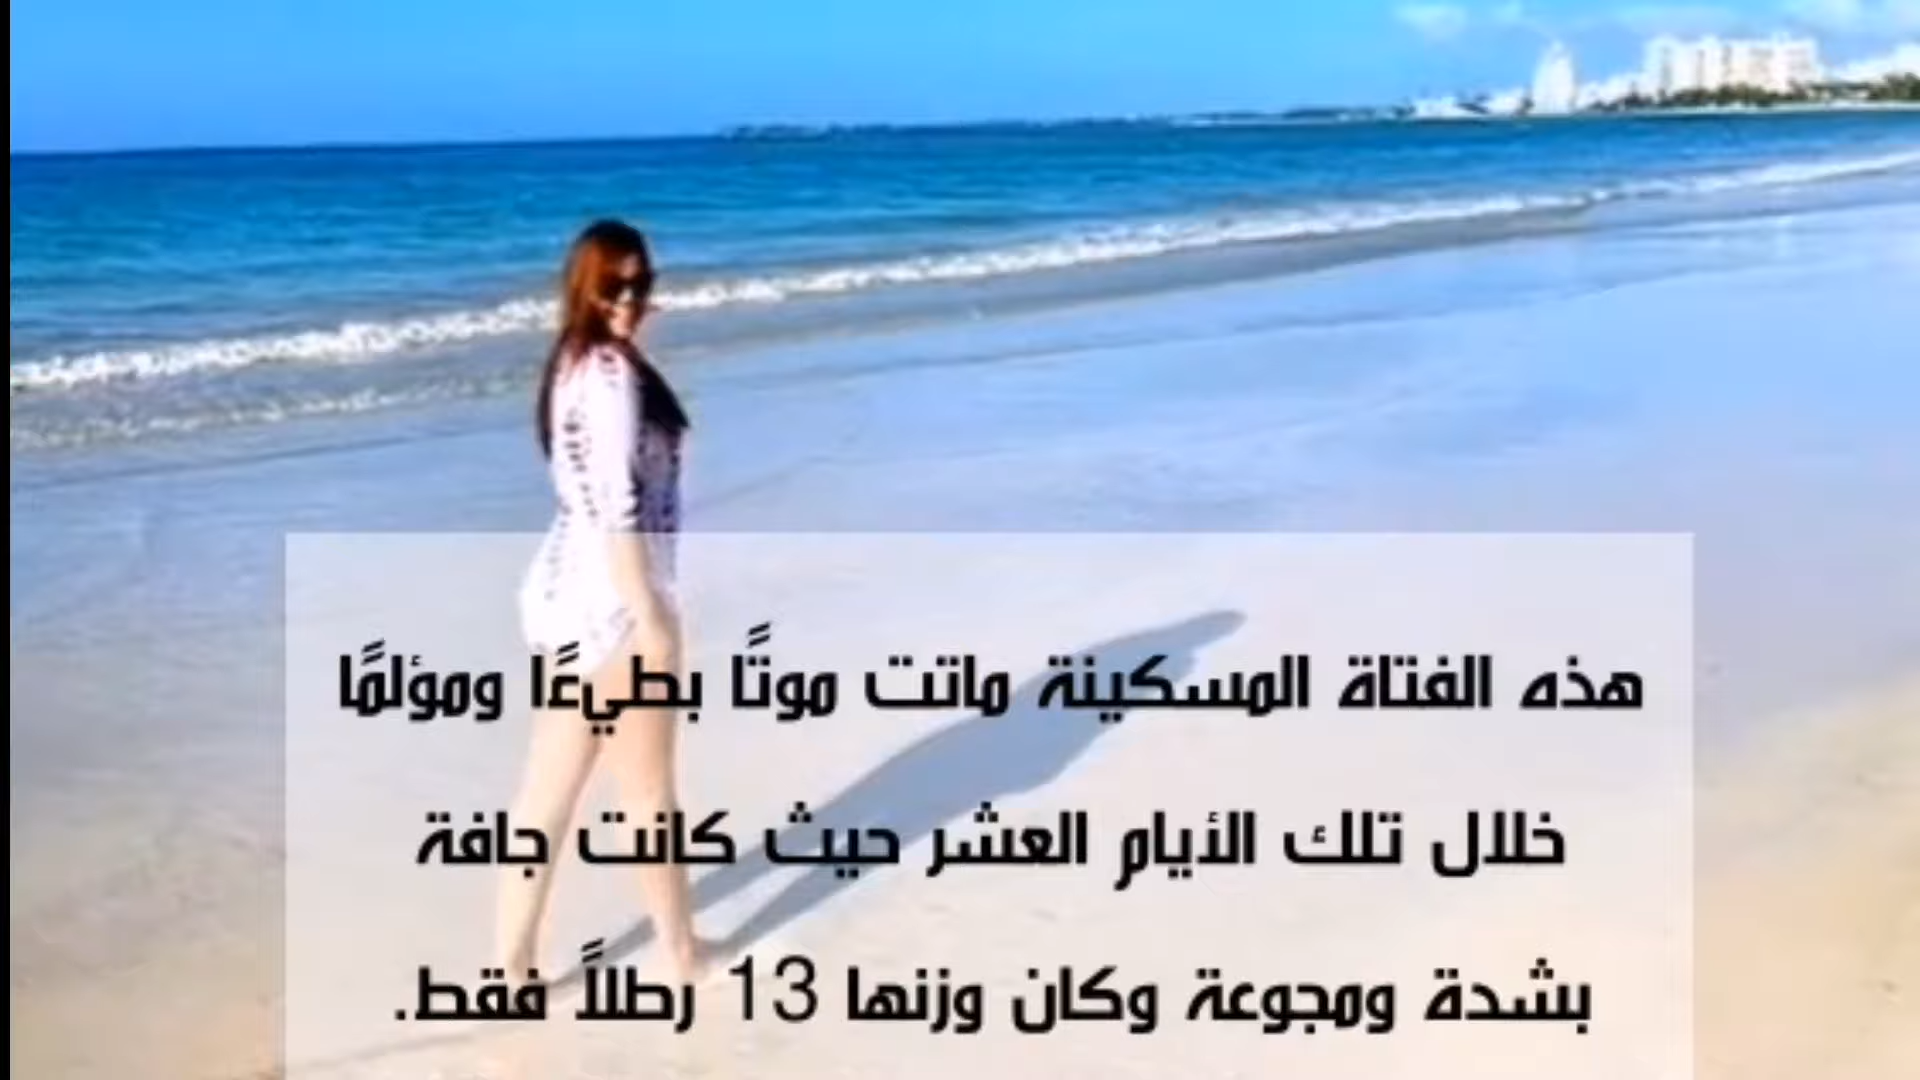 هذه الفتاة المسكينة ماتت موتًا بطيءًا ومؤلمًا
خلال تلك الأيام العشر حيث كانت جافة
بشدة ومجوعة وكان وزنها 13 رطلاً فقط.